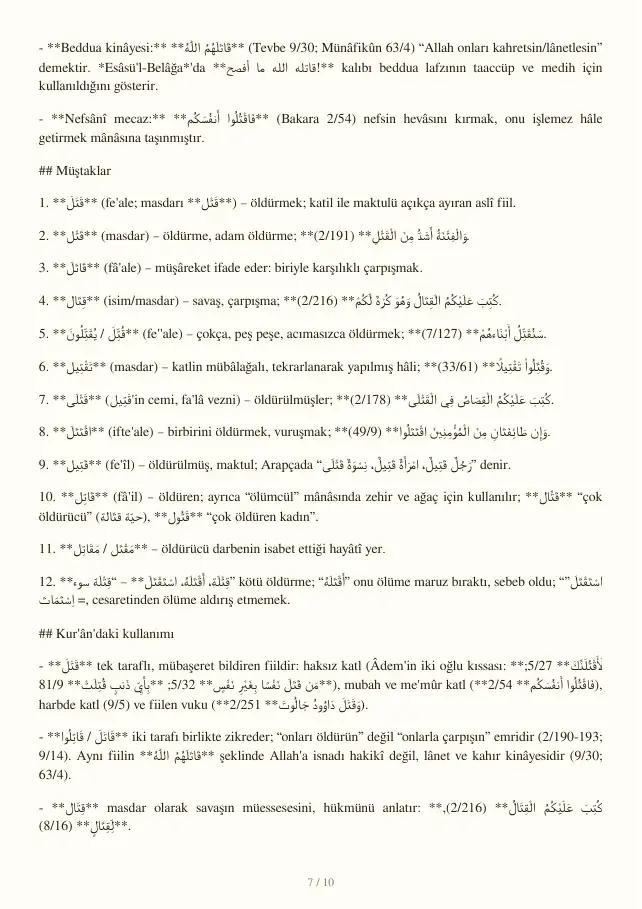 - **Beddua kinâyesi:** **قَاتَلَهُمُ اللَّهُ** (Tevbe 9/30; Münâfikûn 63/4) “Allah onları kahretsin/lânetlesin”
demektir. *Esâsü'l-Belâğa*'da **قاتله الله ما أفصح!** kalıbı beddua lafzının taaccüp ve medih için
kullanıldığını gösterir.
- **Nefsânî mecaz:** **فَاقْتُلُوا أَنفُسَكُم** (Bakara 2/54) nefsin hevâsını kırmak, onu işlemez hâle
getirmek mânâsına taşınmıştır.
## Müştaklar
1. **قَتَلَ** (fe'ale; masdarı **قَتْل**) – öldürmek; katil ile maktulü açıkça ayıran aslî fiil.
2. **قَتْل** (masdar) – öldürme, adam öldürme; **وَالْفِتْنَةُ أَشَدُّ مِنَ الْقَتْلِ** (2/191).
3. **قَاتَلَ** (fâ'ale) – müşâreket ifade eder: biriyle karşılıklı çarpışmak.
4. **قِتَال** (isim/masdar) – savaş, çarpışma; **كُتِبَ عَلَيْكُمُ الْقِتَالُ وَهُوَ كُرْهٌ لَّكُمْ** (2/216).
5. **قُتِّلَ / يُقَتِّلُونَ** (fe''ale) – çokça, peş peşe, acımasızca öldürmek; **سَنُقَتِّلُ أَبْنَاءهُمْ** (7/127).
6. **تَقْتِيل** (masdar) – katlin mübâlağalı, tekrarlanarak yapılmış hâli; **وَقُتِّلُوا تَقْتِيلًا** (33/61).
7. **قَتْلَى** (قَتِيل'in cemi, fa'lâ vezni) – öldürülmüşler; **كُتِبَ عَلَيْكُمُ الْقِصَاصُ فِي الْقَتْلَى** (2/178).
8. **اقْتَتَلَ** (ifte'ale) – birbirini öldürmek, vuruşmak; **وَإِن طَائِفَتَانِ مِنَ الْمُؤْمِنِينَ اقْتَتَلُوا** (49/9).
9. **قَتِيل** (fe'îl) – öldürülmüş, maktul; Arapçada “رَجُلٌ قَتِيلٌ، امْرَأَةٌ قَتِيلٌ، نِسْوَةٌ قَتْلَى” denir.
10. **قَاتِل** (fâ'il) – öldüren; ayrıca “ölümcül” mânâsında zehir ve ağaç için kullanılır; **قَتَّال** “çok
öldürücü” (حيّة قتّالة), **قَتُول** “çok öldüren kadın”.
11. **مَقْتَل / مَقَاتِل** – öldürücü darbenin isabet ettiği hayâtî yer.
12. **قِتْلَة، أَقْتَلَهُ، اسْتَقْتَلَ** – “قِتْلَة سوء” kötü öldürme; “أَقْتَلَهُ” onu ölüme maruz bıraktı, sebeb oldu; “اسْتَقْتَلَ”
= اِسْتَمَاتَ, cesaretinden ölüme aldırış etmemek.
## Kur'ân'daki kullanımı
- **قَتَلَ** tek taraflı, mübaşeret bildiren fiildir: haksız katl (Âdem'in iki oğlu kıssası: **لَأَقْتُلَنَّكَ** 5/27;
**مَن قَتَلَ نَفْسًا بِغَيْرِ نَفْسٍ** 5/32; **بِأَيِّ ذَنبٍ قُتِلَتْ** 81/9), mubah ve me'mûr katl (**فَاقْتُلُوا أَنفُسَكُم** 2/54),
harbde katl (9/5) ve fiilen vuku (**وَقَتَلَ دَاوُودُ جَالُوتَ** 2/251).
- **قَاتَلَ / قَاتِلُوا** iki tarafı birlikte zikreder; “onları öldürün” değil “onlarla çarpışın” emridir (2/190-193;
9/14). Aynı fiilin **قَاتَلَهُمُ اللَّهُ** şeklinde Allah'a isnadı hakikî değil, lânet ve kahır kinâyesidir (9/30;
63/4).
- **قِتَال** masdar olarak savaşın müessesesini, hükmünü anlatır: **كُتِبَ عَلَيْكُمُ الْقِتَالُ** (2/216),
**لِّقِتَالٍ** (8/16).
7 / 10